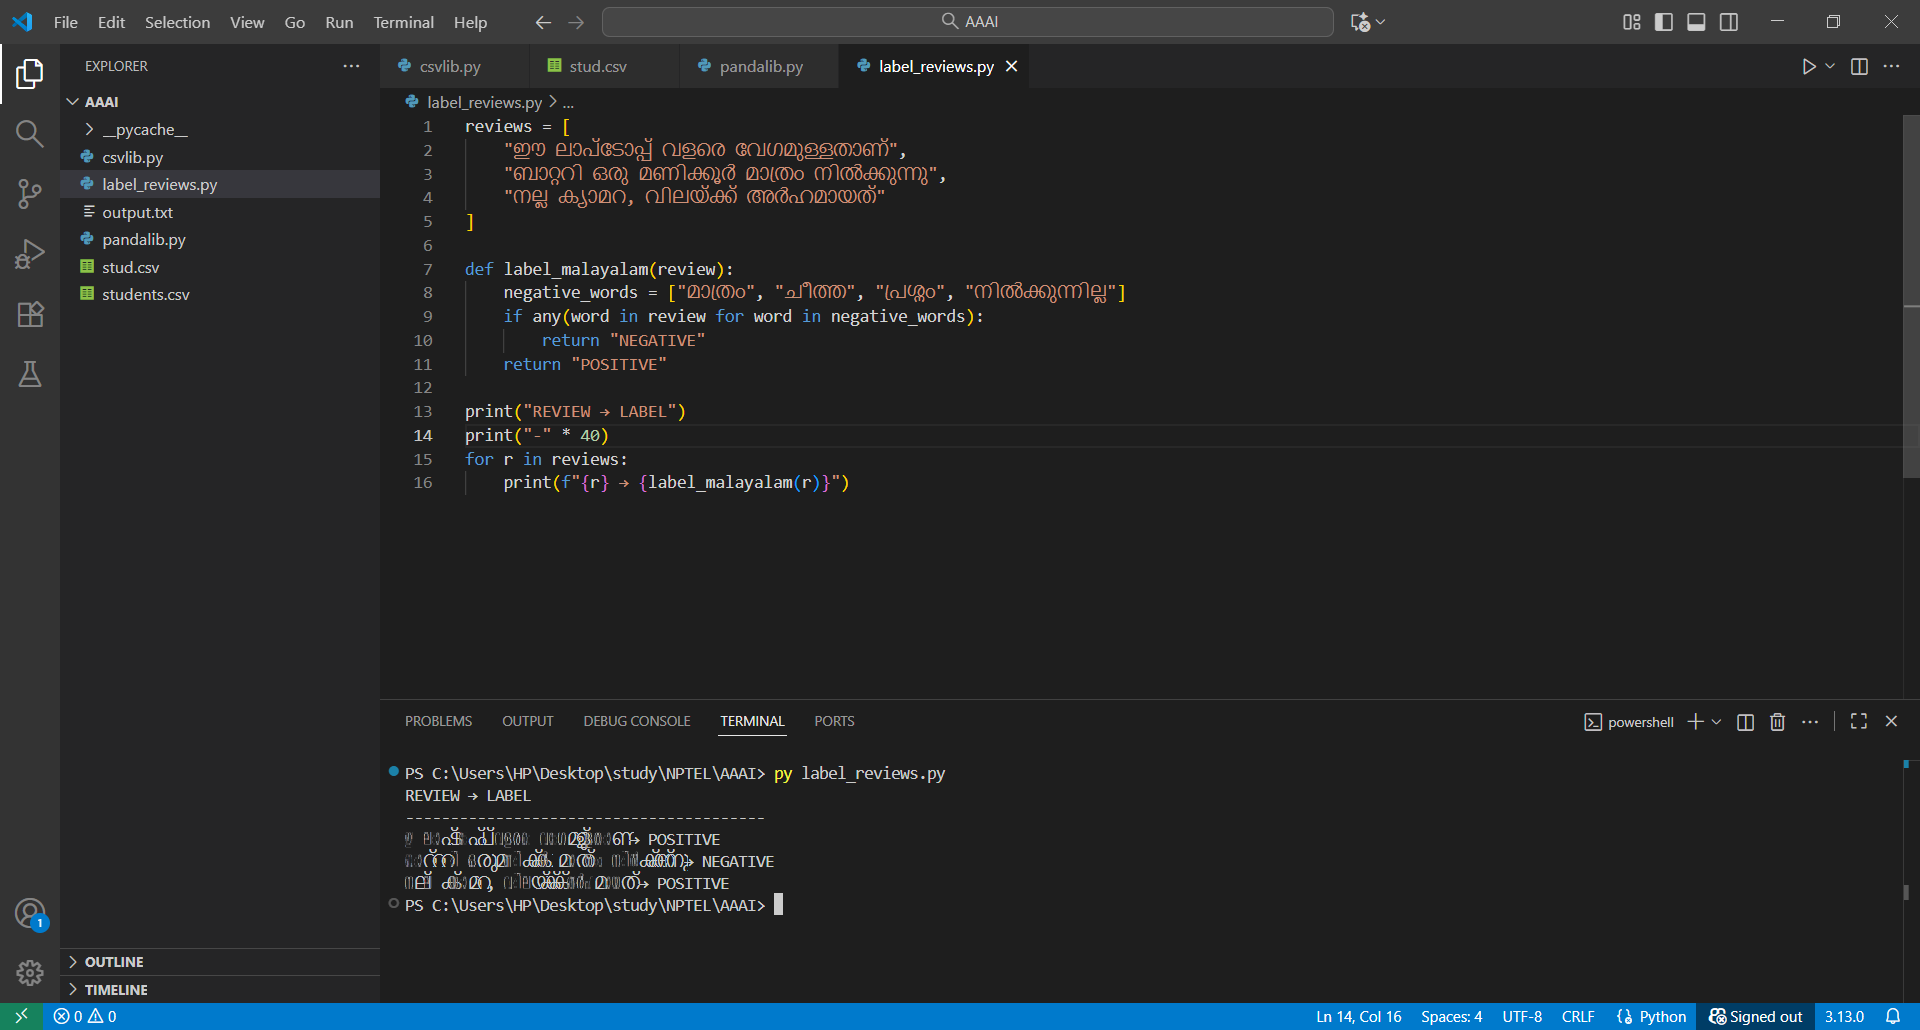 File Edit Selection View Go Run Terminal Help
AAAI
EXPLORER
AAAI
__pycache__
csvlib.py
label_reviews.py
output.txt
pandalib.py
stud.csv
students.csv
OUTLINE
TIMELINE
csvlib.py stud.csv pandalib.py label_reviews.py
label_reviews.py > ...
1 reviews = [
2 "ഈ ലാപ്ടോപ്പ് വളരെ വേഗമുള്ളതാണ്",
3 "ബാറ്ററി ഒരു മണിക്കൂർ മാത്രം നിൽക്കുന്നു",
4 "നല്ല ക്യാമറ, വിലയ്ക്ക് അർഹമായത്"
5 ]
6
7 def label_malayalam(review):
8 negative_words = ["മാത്രം", "ചീത്ത", "പ്രശ്നം", "നിൽക്കുന്നില്ല"]
9 if any(word in review for word in negative_words):
10 return "NEGATIVE"
11 return "POSITIVE"
12
13 print("REVIEW → LABEL")
14 print("-" * 40)
15 for r in reviews:
16 print(f"{r} → {label_malayalam(r)}")
PROBLEMS OUTPUT DEBUG CONSOLE TERMINAL PORTS
powershell
PS C:\Users\HP\Desktop\study\NPTEL\AAAI> py label_reviews.py
REVIEW → LABEL
----------------------------------------
→ POSITIVE
→ NEGATIVE
→ POSITIVE
PS C:\Users\HP\Desktop\study\NPTEL\AAAI>
1
0 0
Ln 14, Col 16 Spaces: 4 UTF-8 CRLF Python Signed out 3.13.0